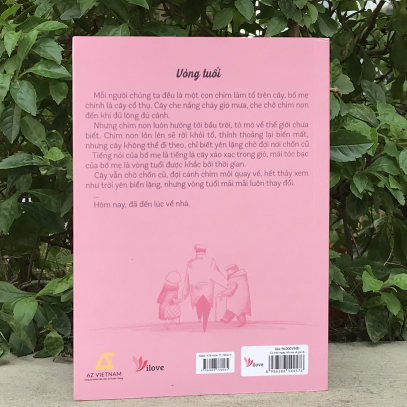 Vòng tuổi
Mỗi người chúng ta đều là một con chim làm tổ trên cây, bố mẹ
chính là cây cổ thụ. Cây che nắng chắn gió mưa, che chở chim non
đến khi đủ lông đủ cánh.
Nhưng chim non luôn hướng tới bầu trời, tò mò về thế giới chưa
biết. Chim non lớn lên sẽ rời khỏi tổ, thỉnh thoảng lại biến mất,
nhưng cây không thể đi theo, chỉ biết yên lặng chờ đợi nơi chốn cũ.
Tiếng nói của bố mẹ là tiếng lá cây xào xạc trong gió; mái tóc bạc
của bố mẹ là vòng tuổi được khắc bởi thời gian.
Cây vẫn chờ chốn cũ, đợi cánh chim mỏi quay về, hết thảy xem
như trời yên biển lặng, nhưng vòng tuổi mãi mãi luôn thay đổi.
...
Hôm nay, đã đến lúc về nhà.
AZ VIETNAM
ilove
ilove